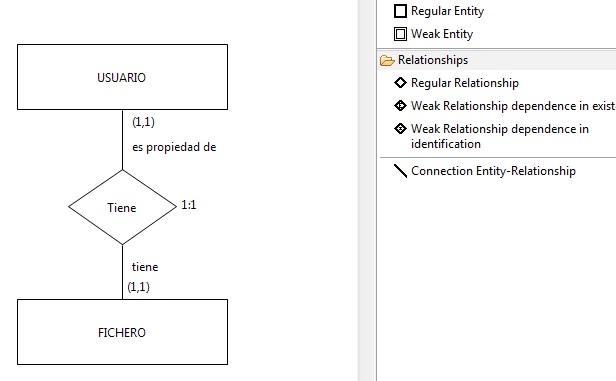 USUARIO
(1,1)
es propiedad de
Tiene
1:1
tiene
(1,1)
FICHERO
Regular Entity
Weak Entity
Relationships
Regular Relationship
Weak Relationship dependence in exist
Weak Relationship dependence in
identification
Connection Entity-Relationship